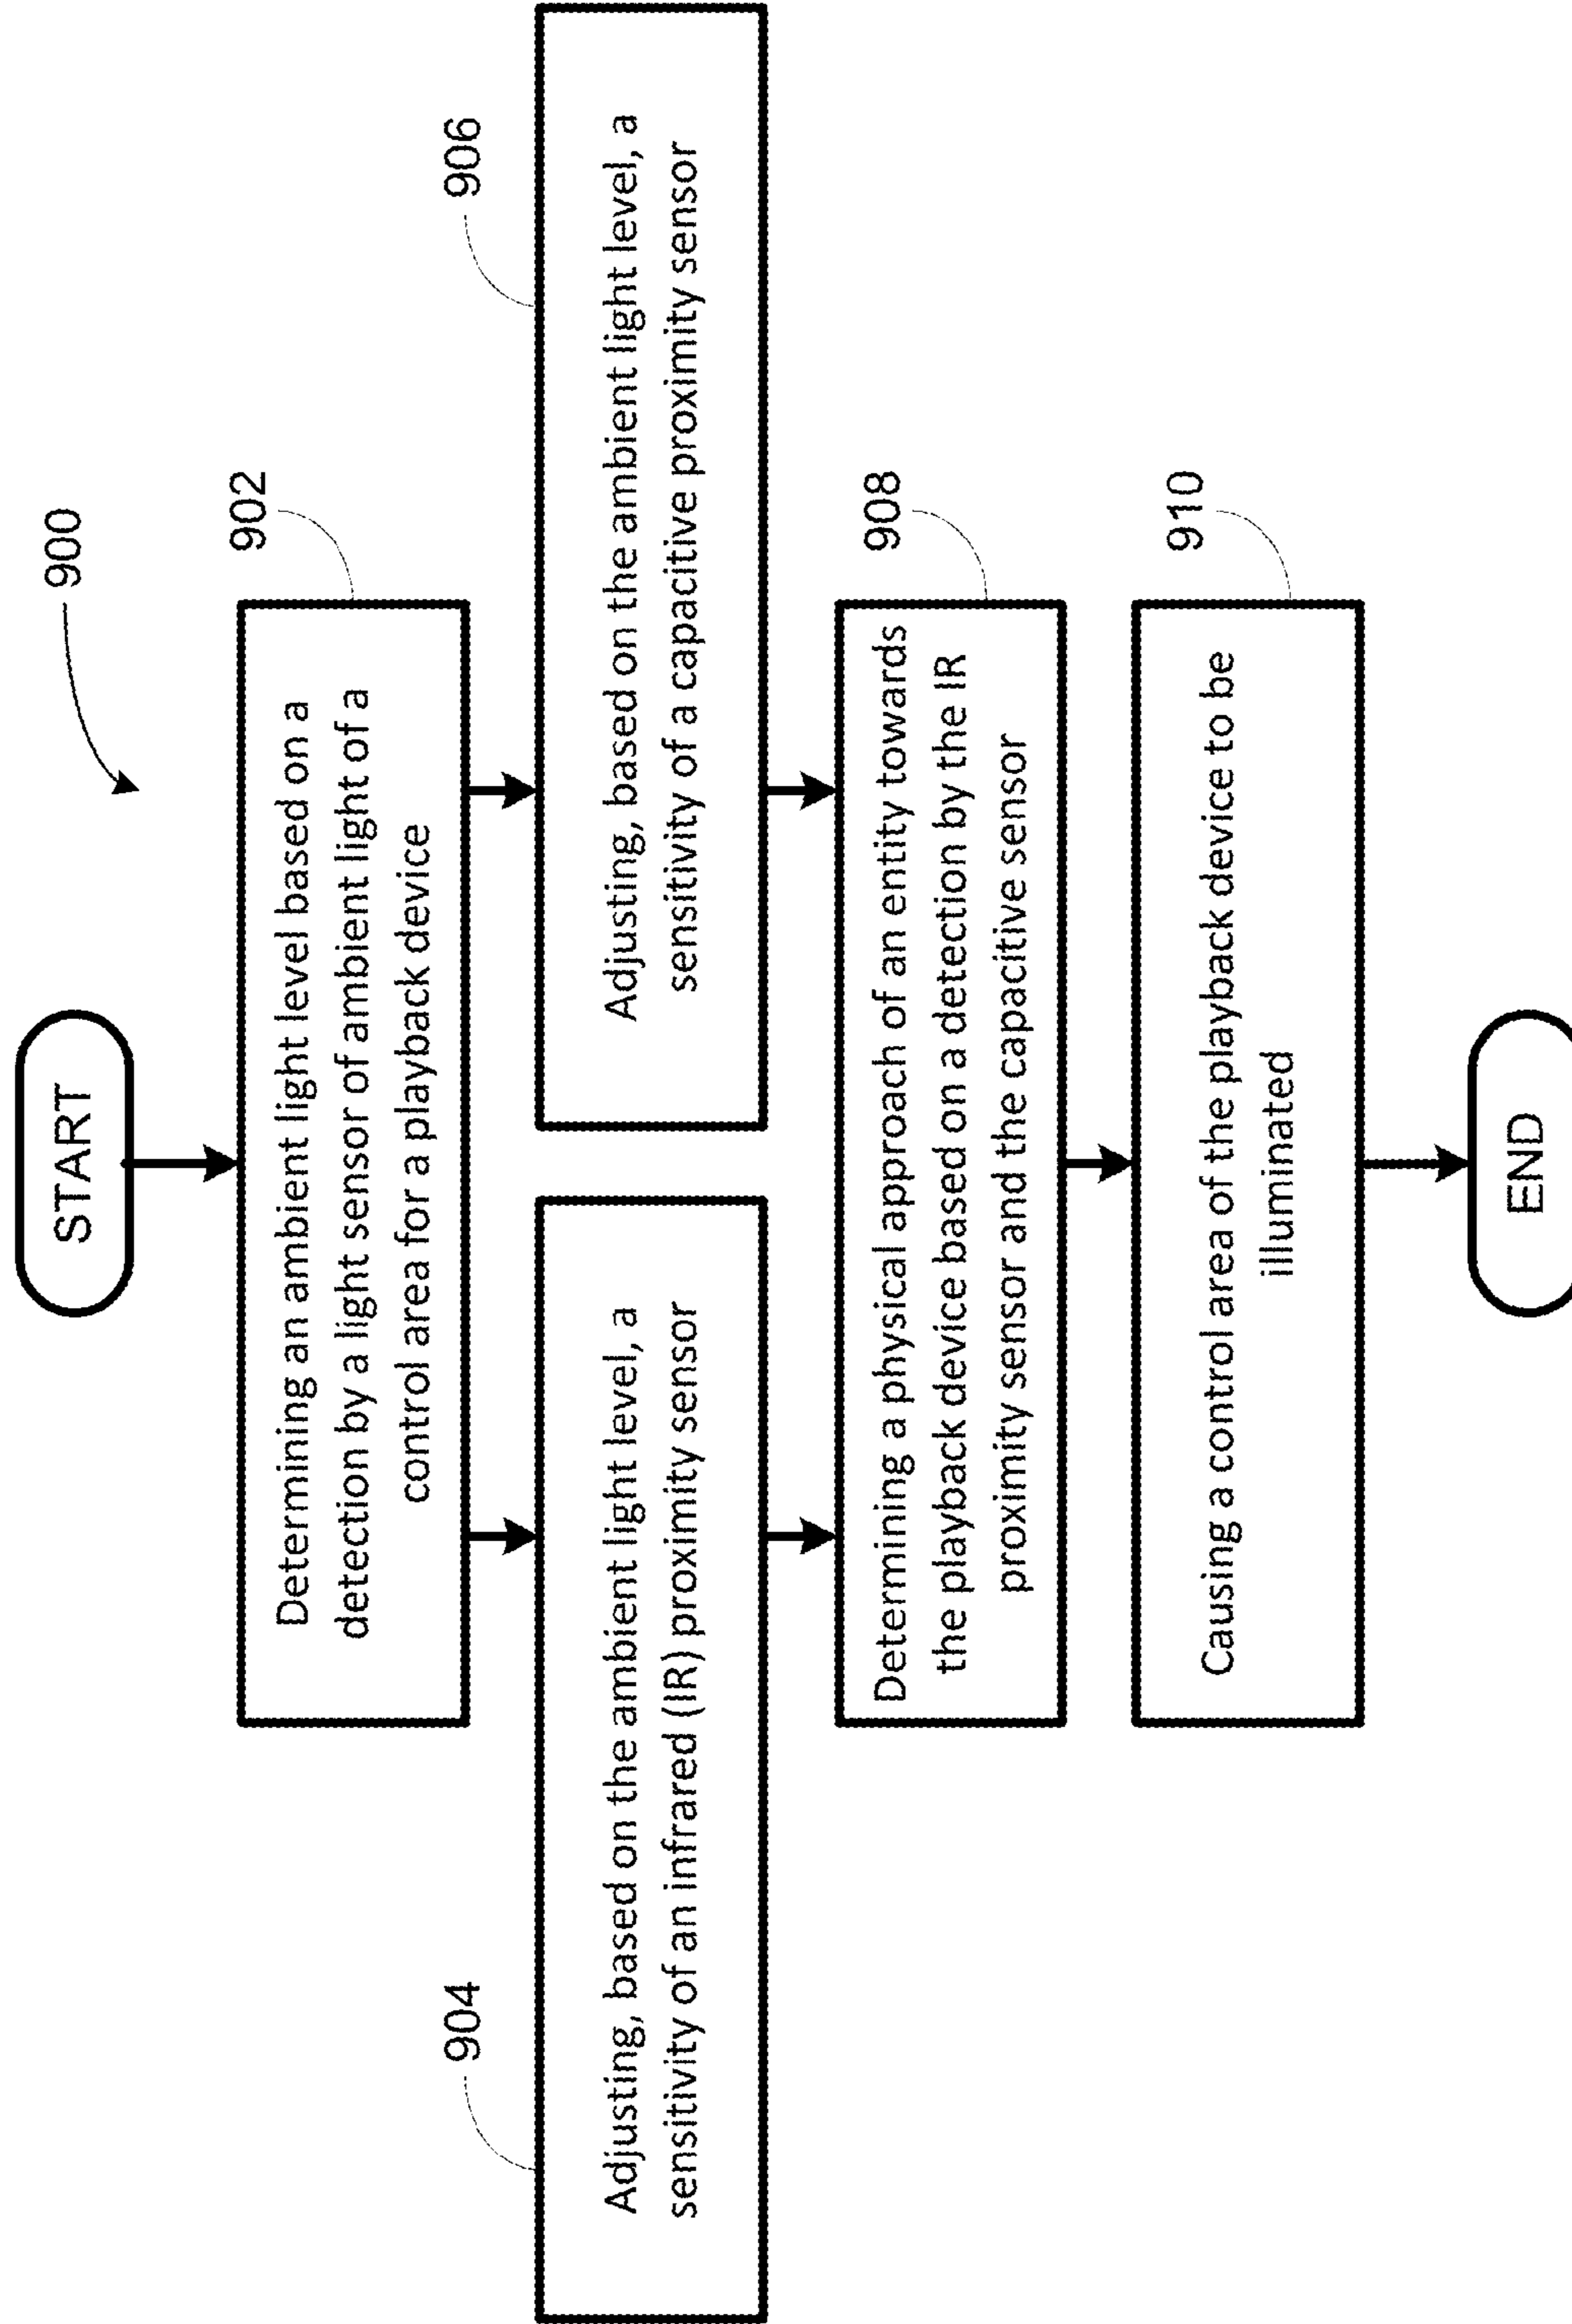 900
START
902
Determining an ambient light level based on a
detection by a light sensor of ambient light of a
control area for a playback device
904
Adjusting, based on the ambient light level, a
sensitivity of an infrared (IR) proximity sensor
906
Adjusting, based on the ambient light level, a
sensitivity of a capacitive proximity sensor
908
Determining a physical approach of an entity towards
the playback device based on a detection by the IR
proximity sensor and the capacitive sensor
910
Causing a control area of the playback device to be
illuminated
END